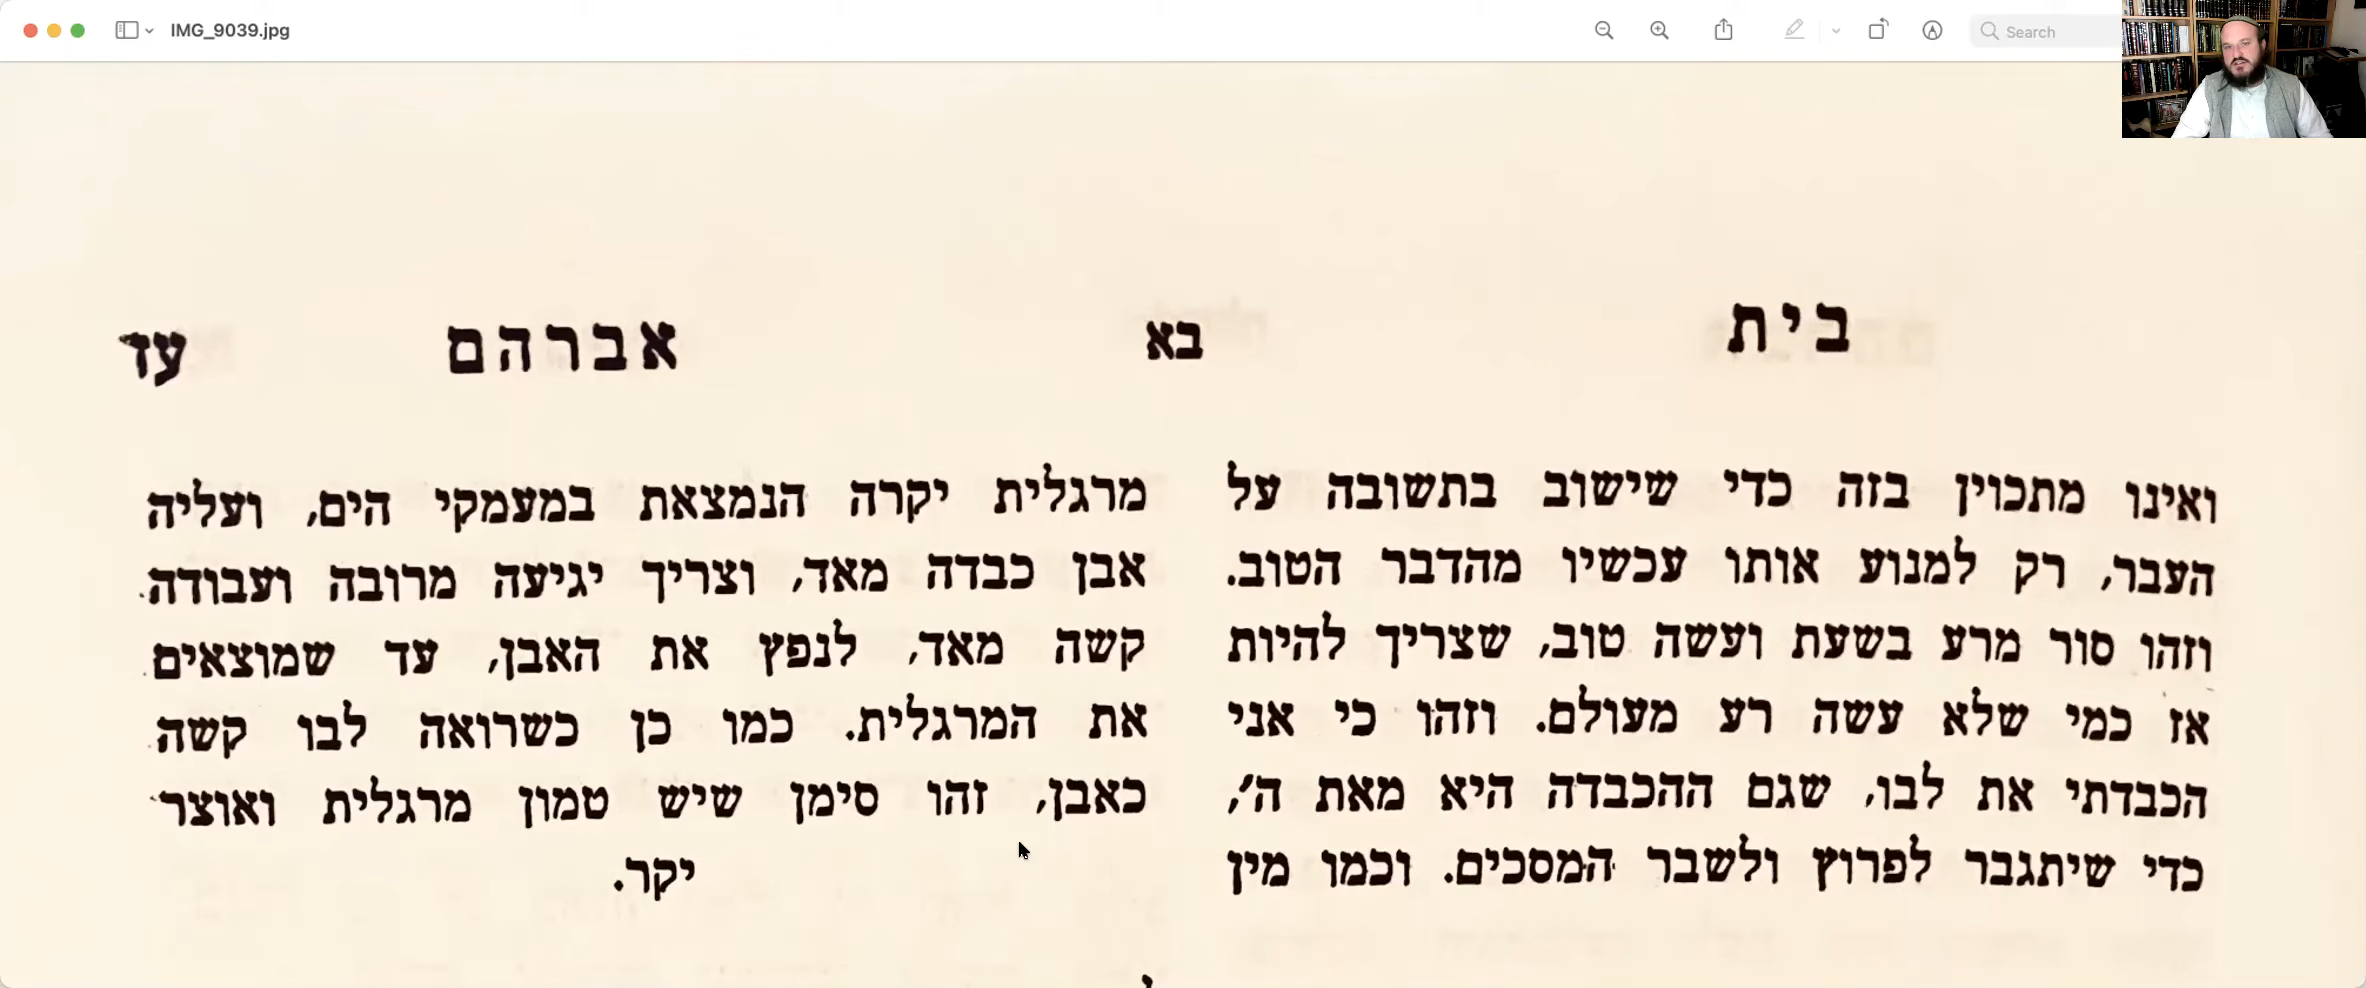 IMG_9039.jpg
Search
בית
בא
אברהם
עד
ואינו מתכוין בזה כדי שישוב בתשובה על
העבר, רק למנוע אותו עכשיו מהדבר הטוב.
וזהו סור מרע בשעת ועשה טוב, שצריך להיות
אז כמי שלא עשה רע מעולם. וזהו כי אני
הכבדתי את לבו, שגם ההכבדה היא מאת ה׳,
כדי שיתגבר לפרוץ ולשבר המסכים. וכמו מין
מרגלית יקרה הנמצאת במעמקי הים, ועליה
אבן כבדה מאד, וצריך יגיעה מרובה ועבודה
קשה מאד, לנפץ את האבן, עד שמוצאים
את המרגלית. כמו כן כשרואה לבו קשה
כאבן, זהו סימן שיש טמון מרגלית ואוצר
יקר.